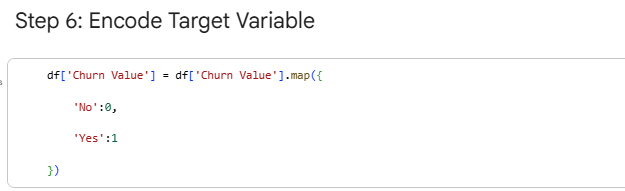 Step 6: Encode Target Variable
df['Churn Value'] = df['Churn Value'].map({
'No':0,
'Yes':1
})